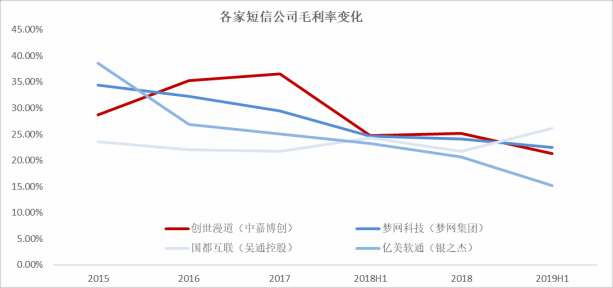 各家短信公司毛利率变化
45.00%
40.00%
35.00%
30.00%
25.00%
20.00%
15.00%
10.00%
5.00%
0.00%
创世漫道（中嘉博创）
梦网科技（梦网集团）
国都互联（吴通控股）
亿美软通（银之杰）
2015 2016 2017 2018H1 2018 2019H1